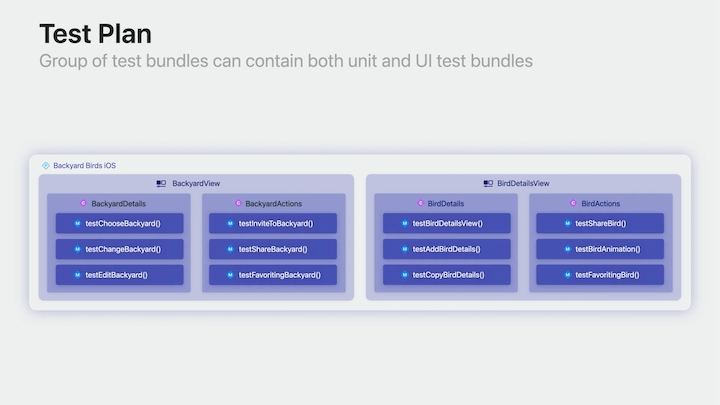 Test Plan
Group of test bundles can contain both unit and UI test bundles
Backyard Birds iOS
BackyardView
BackyardDetails
testChooseBackyard()
testChangeBackyard()
testEditBackyard()
BackyardActions
testInviteToBackyard()
testShareBackyard()
testFavoritingBackyard()
BirdDetailsView
BirdDetails
testBirdDetailsView()
testAddBirdDetails()
testCopyBirdDetails()
BirdActions
testShareBird()
testBirdAnimation()
testFavoritingBird()